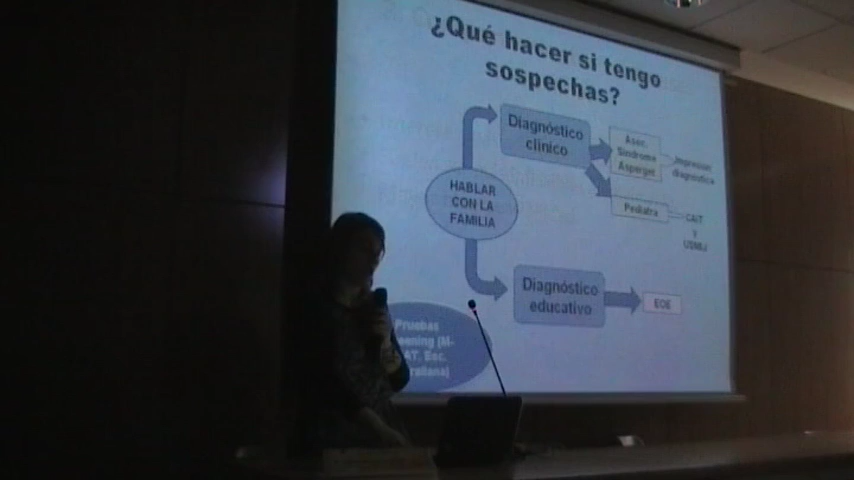 ¿Qué hacer si tengo
sospechas?
Diagnóstico
clínico
Asoc.
Síndrome
Asperger
Impresión
diagnóstica
HABLAR
CON LA
FAMILIA
Pediatra
CAIT
Y
USMIJ
Diagnóstico
educativo
EOE
Pruebas